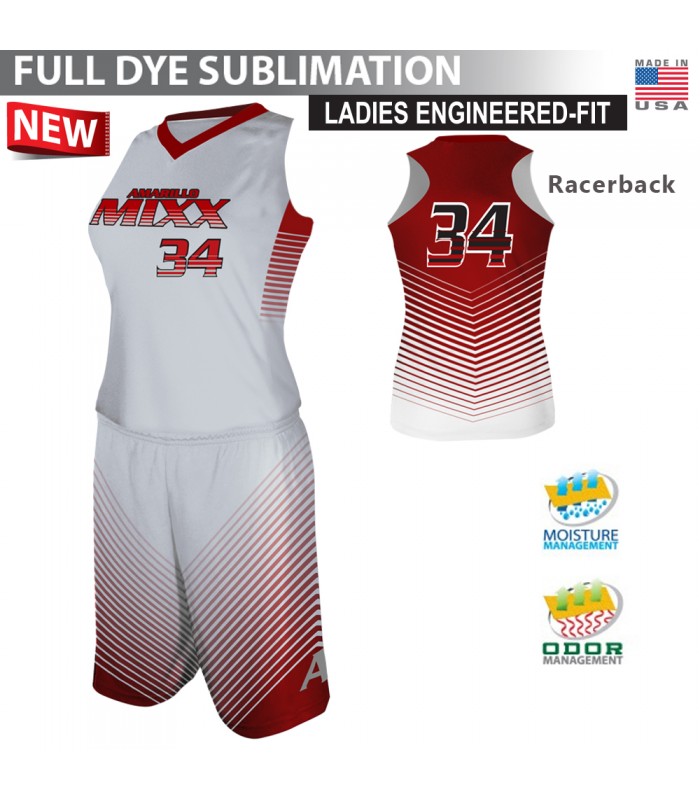 FULL DYE SUBLIMATION
MADE IN
USA
NEW
LADIES ENGINEERED-FIT
Racerback
AMARILLO
MIXX
34
34
MOISTURE
MANAGEMENT
ODOR
MANAGEMENT
A